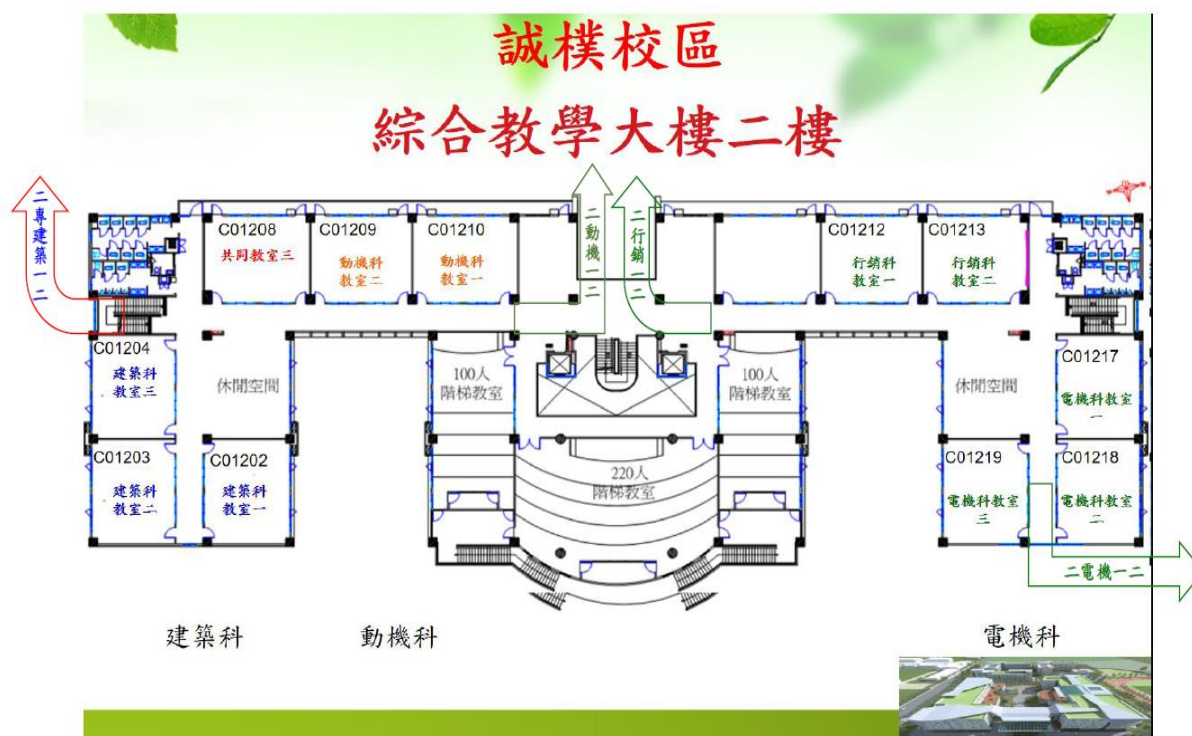 誠樸校區
綜合教學大樓二樓
二專建築一二
二動機一二
二行銷一二
C01208
共同教室三
C01209
動機科
教室二
C01210
動機科
教室一
C01212
行銷科
教室一
C01213
行銷科
教室二
C01204
建築科
教室三
休閒空間
100人
階梯教室
100人
階梯教室
休閒空間
C01217
電機科教室
一
C01203
建築科
教室二
C01202
建築科
教室一
220人
階梯教室
C01219
電機科教室
三
C01218
電機科教室
二
二電機一二
建築科
動機科
電機科